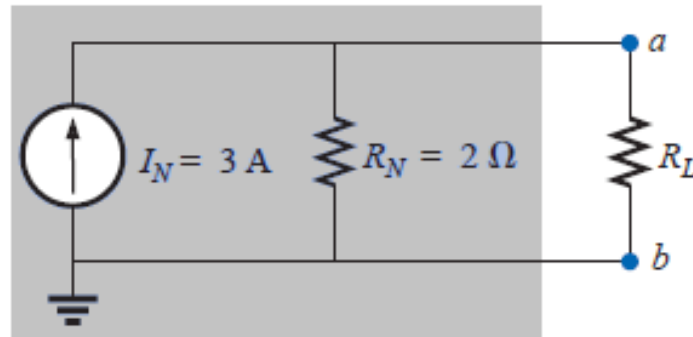 a
I_N = 3 A
R_N = 2 Ω
R_L
b